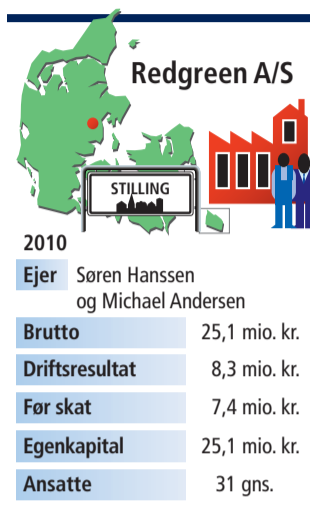 Redgreen A/S
STILLING
2010
Ejer Søren Hanssen
og Michael Andersen
Brutto 25,1 mio. kr.
Driftsresultat 8,3 mio. kr.
Før skat 7,4 mio. kr.
Egenkapital 25,1 mio. kr.
Ansatte 31 gns.